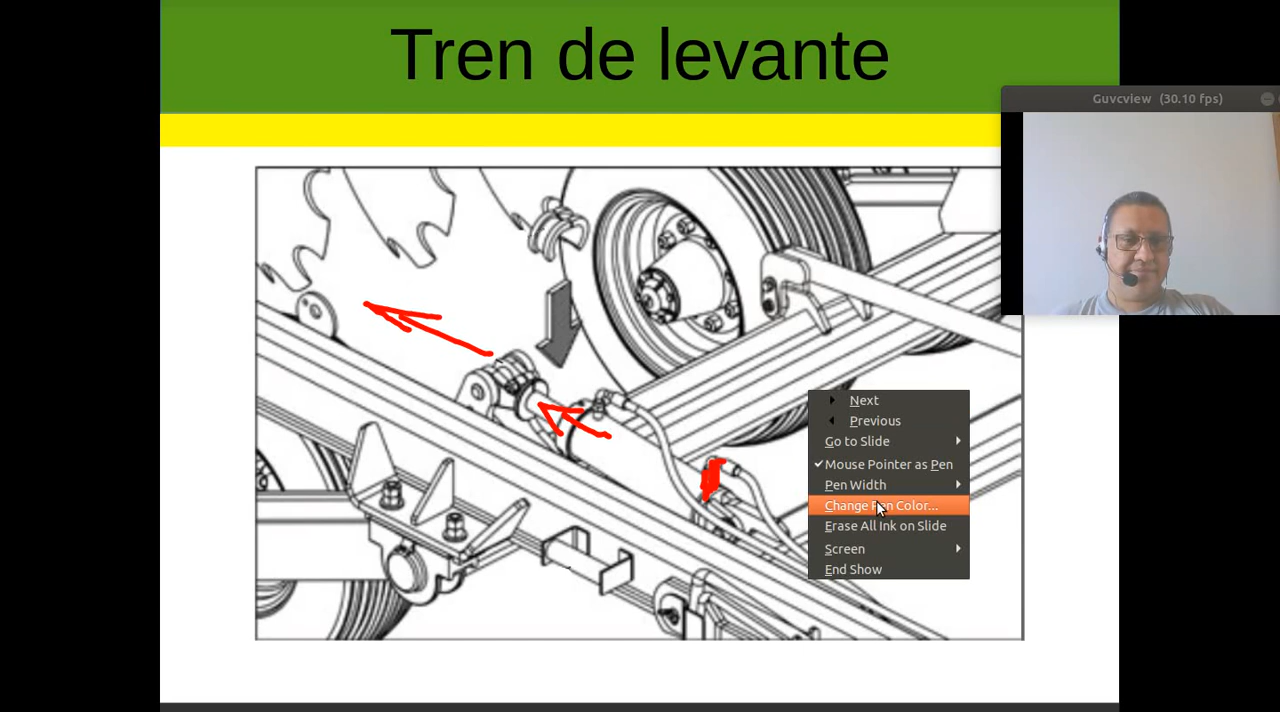 Tren de levante
Guvcview (30.10 fps)
Next
Previous
Go to Slide
Mouse Pointer as Pen
Pen Width
Change Pen Color...
Erase All Ink on Slide
Screen
End Show